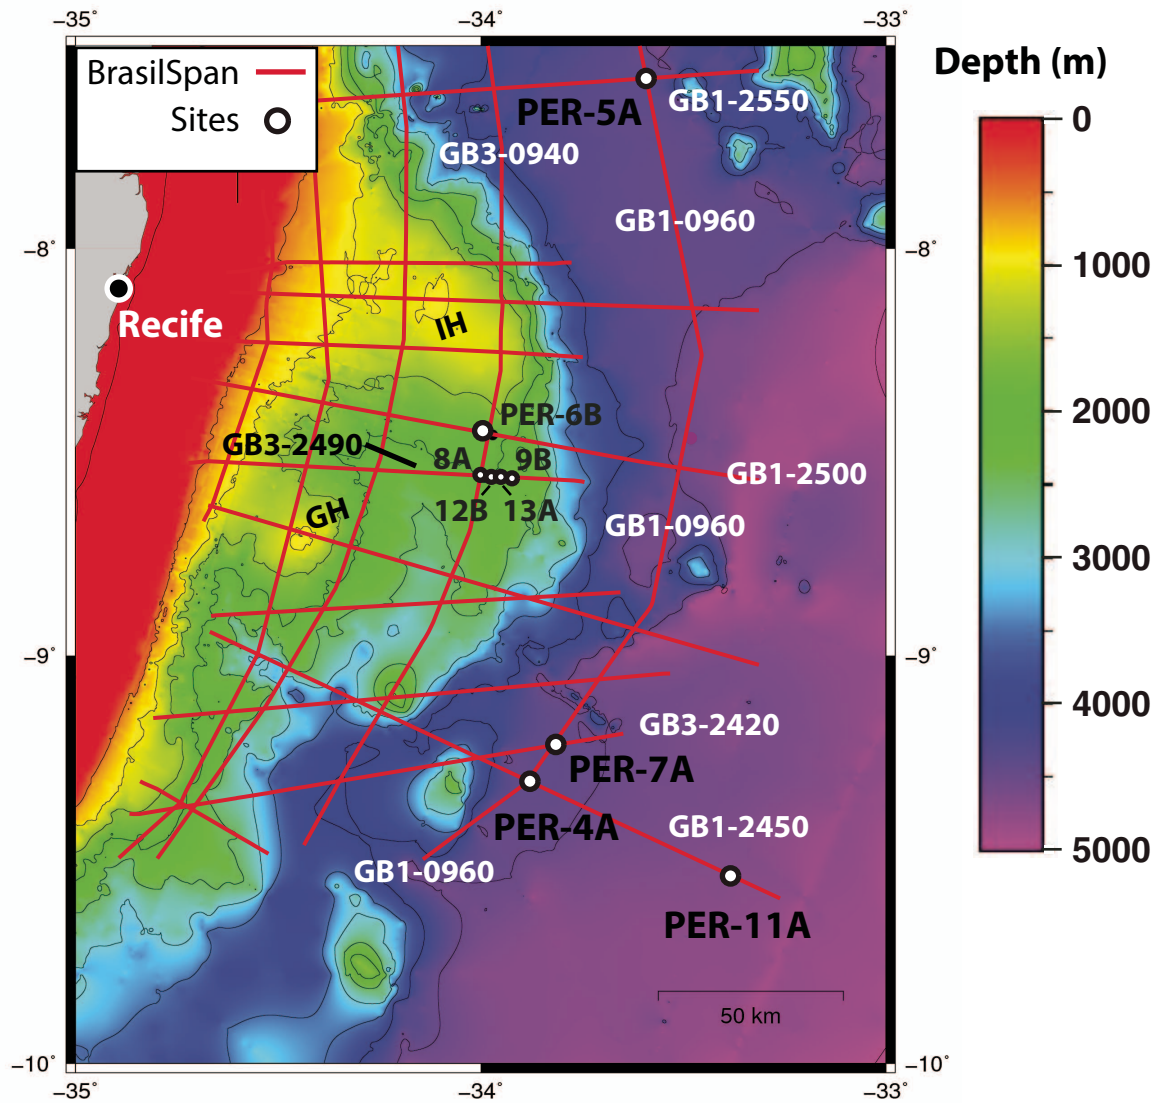 −35˚
−34˚
−33˚
BrasilSpan
Sites
Depth (m)
PER-5A
GB1-2550
GB3-0940
GB1-0960
−8˚
−8˚
Recife
IH
PER-6B
GB3-2490
8A
9B
GB1-2500
12B
13A
GH
GB1-0960
−9˚
−9˚
GB3-2420
PER-7A
PER-4A
GB1-2450
GB1-0960
PER-11A
50 km
−10˚
−10˚
−35˚
−34˚
−33˚
0
1000
2000
3000
4000
5000